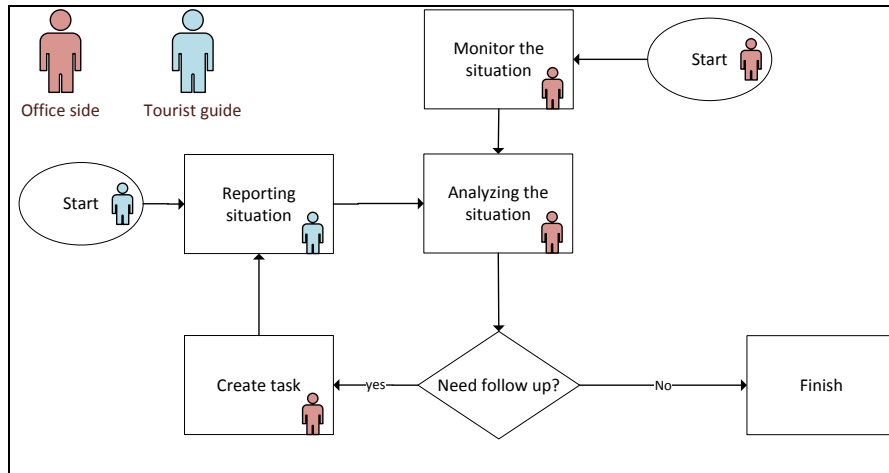 Office side
Tourist guide
Monitor the
situation
Start
Start
Reporting
situation
Analyzing the
situation
Create task
yes
Need follow up?
No
Finish